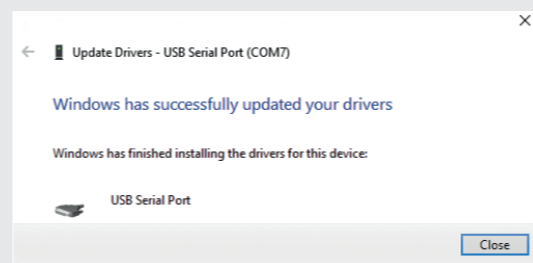 Update Drivers - USB Serial Port (COM7)
Windows has successfully updated your drivers
Windows has finished installing the drivers for this device:
USB Serial Port
Close